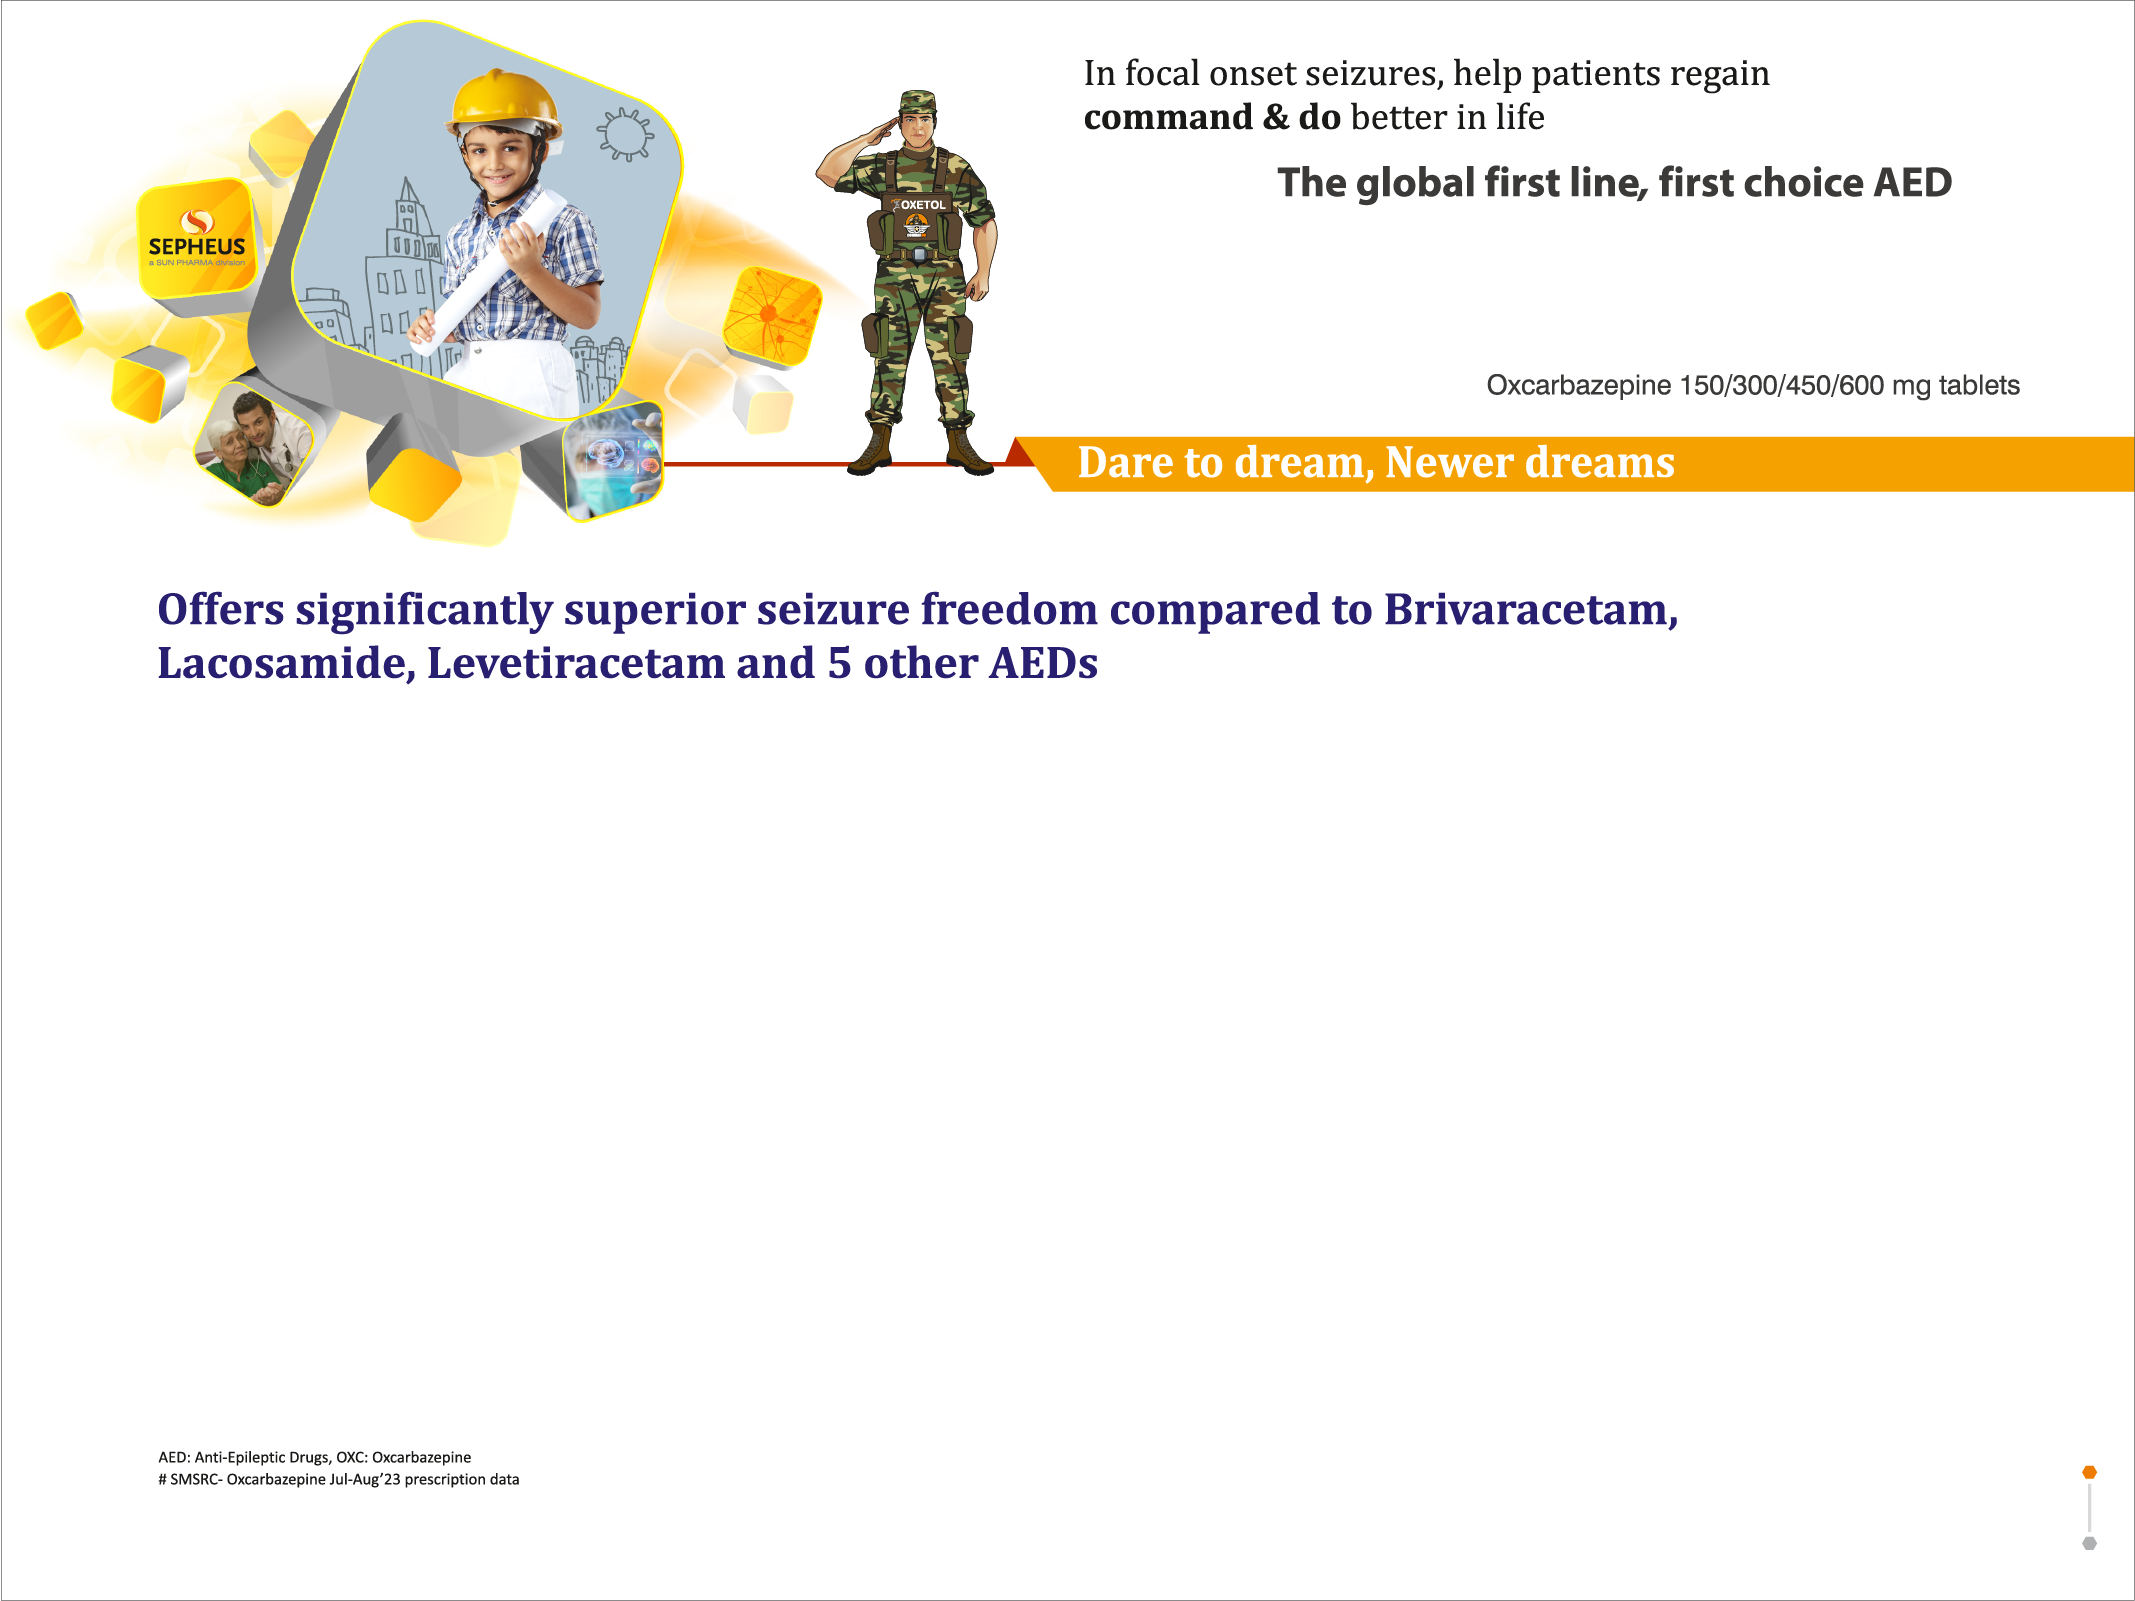 In focal onset seizures, help patients regain
command & do better in life
The global first line, first choice AED
OXETOL
SEPHEUS
a SUN PHARMA division
Oxcarbazepine 150/300/450/600 mg tablets
Dare to dream, Newer dreams
Offers significantly superior seizure freedom compared to Brivaracetam,
Lacosamide, Levetiracetam and 5 other AEDs
AED: Anti-Epileptic Drugs, OXC: Oxcarbazepine
# SMSRC- Oxcarbazepine Jul-Aug’23 prescription data